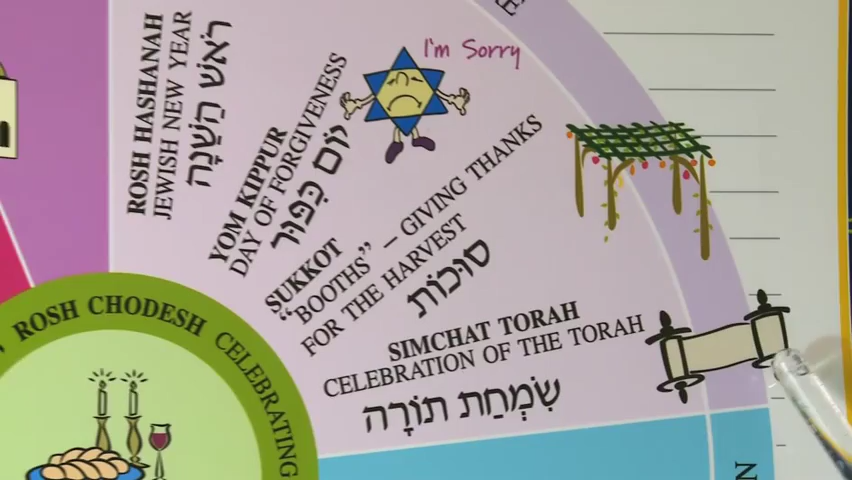 ROSH HASHANAH
JEWISH NEW YEAR
רֹאשׁ הַשָּׁנָה
YOM KIPPUR
DAY OF FORGIVENESS
יוֹם כִּפּוּר
I'm Sorry
SUKKOT
"BOOTHS" – GIVING THANKS
FOR THE HARVEST
סוּכּוֹת
SIMCHAT TORAH
CELEBRATION OF THE TORAH
שִׂמְחַת תוֹרָה
ROSH CHODESH CELEBRATING